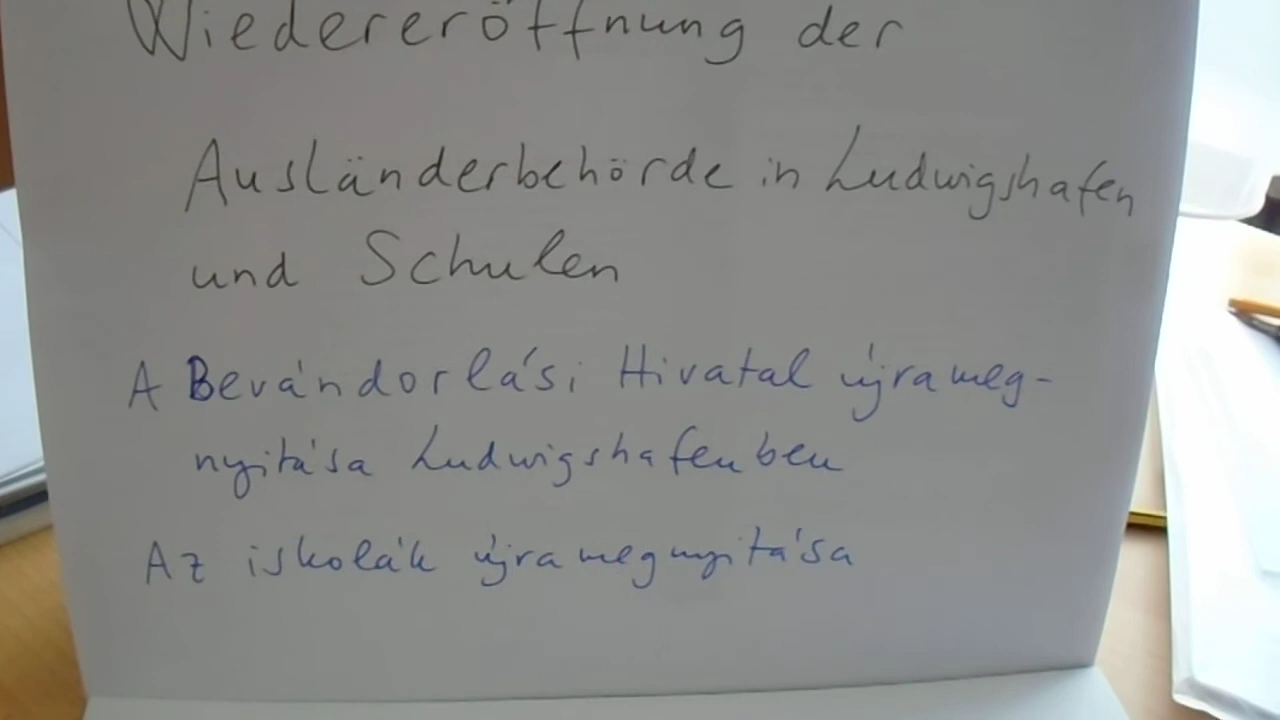 Wiedereröffnung der
Ausländerbehörde in Ludwigshafen
und Schulen
A Bevándorlási Hivatal újrameg-
nyitása Ludwigshafenben
Az iskolák újramegnyitása